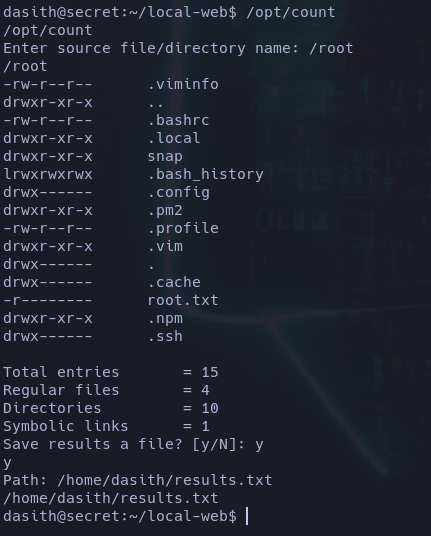 dasith@secret:~/local-web$ /opt/count
/opt/count
Enter source file/directory name: /root
/root
-rw-r--r--      .viminfo
drwxr-xr-x      ..
-rw-r--r--      .bashrc
drwxr-xr-x      .local
drwxr-xr-x      snap
lrwxrwxrwx      .bash_history
drwx------      .config
drwxr-xr-x      .pm2
-rw-r--r--      .profile
drwxr-xr-x      .vim
drwx------      .
drwx------      .cache
-r--------      root.txt
drwxr-xr-x      .npm
drwx------      .ssh
Total entries       = 15
Regular files       = 4
Directories         = 10
Symbolic links      = 1
Save results a file? [y/N]: y
y
Path: /home/dasith/results.txt
/home/dasith/results.txt
dasith@secret:~/local-web$